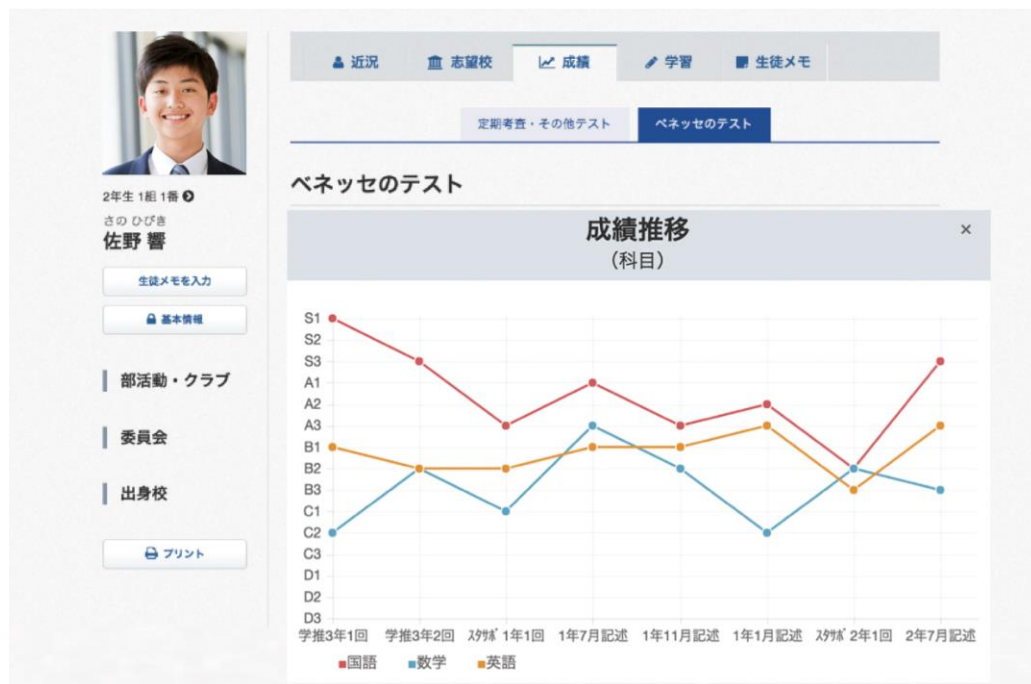 近況 志望校 成績 学習 生徒メモ
定期考査・その他テスト ベネッセのテスト
2年生 1組 1番
さの ひびき
佐野 響
生徒メモを入力
基本情報
部活動・クラブ
委員会
出身校
プリント
ベネッセのテスト
成績推移 ×
（科目）
S1
S2
S3
A1
A2
A3
B1
B2
B3
C1
C2
C3
D1
D2
D3
学推3年1回 学推3年2回 ｽﾀｻﾎﾟ1年1回 1年7月記述 1年11月記述 1年1月記述 ｽﾀｻﾎﾟ2年1回 2年7月記述
国語 数学 英語